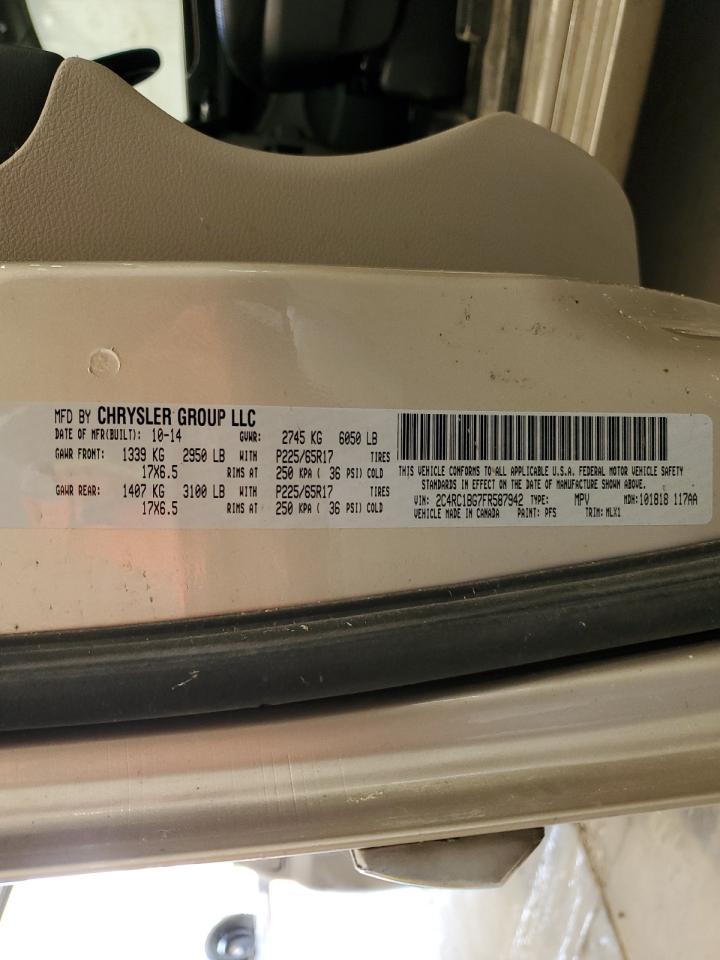 MFD BY CHRYSLER GROUP LLC
DATE OF MFR(BUILT): 10-14 GVWR: 2745 KG 6050 LB
GAWR FRONT: 1339 KG 2950 LB WITH P225/65R17 TIRES
17X6.5 RIMS AT 250 KPA ( 36 PSI) COLD
GAWR REAR: 1407 KG 3100 LB WITH P225/65R17 TIRES
17X6.5 RIMS AT 250 KPA ( 36 PSI) COLD
THIS VEHICLE CONFORMS TO ALL APPLICABLE U.S.A. FEDERAL MOTOR VEHICLE SAFETY
STANDARDS IN EFFECT ON THE DATE OF MANUFACTURE SHOWN ABOVE.
VIN: 2C4RC1BG7FR587942 TYPE: MPV MDH:101818 117AA
VEHICLE MADE IN CANADA PAINT: PFS TRIM: MLX1